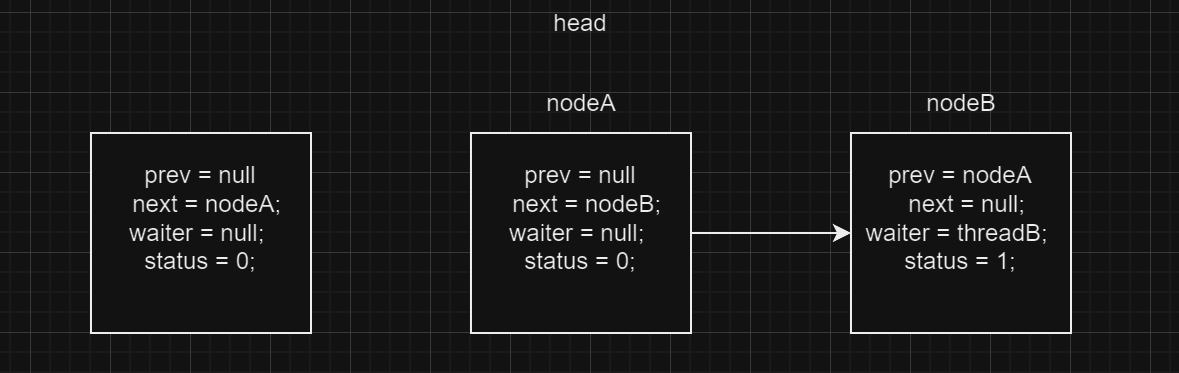 head
nodeA
nodeB
prev = null
next = nodeA;
waiter = null;
status = 0;
prev = null
next = nodeB;
waiter = null;
status = 0;
prev = nodeA
next = null;
waiter = threadB;
status = 1;